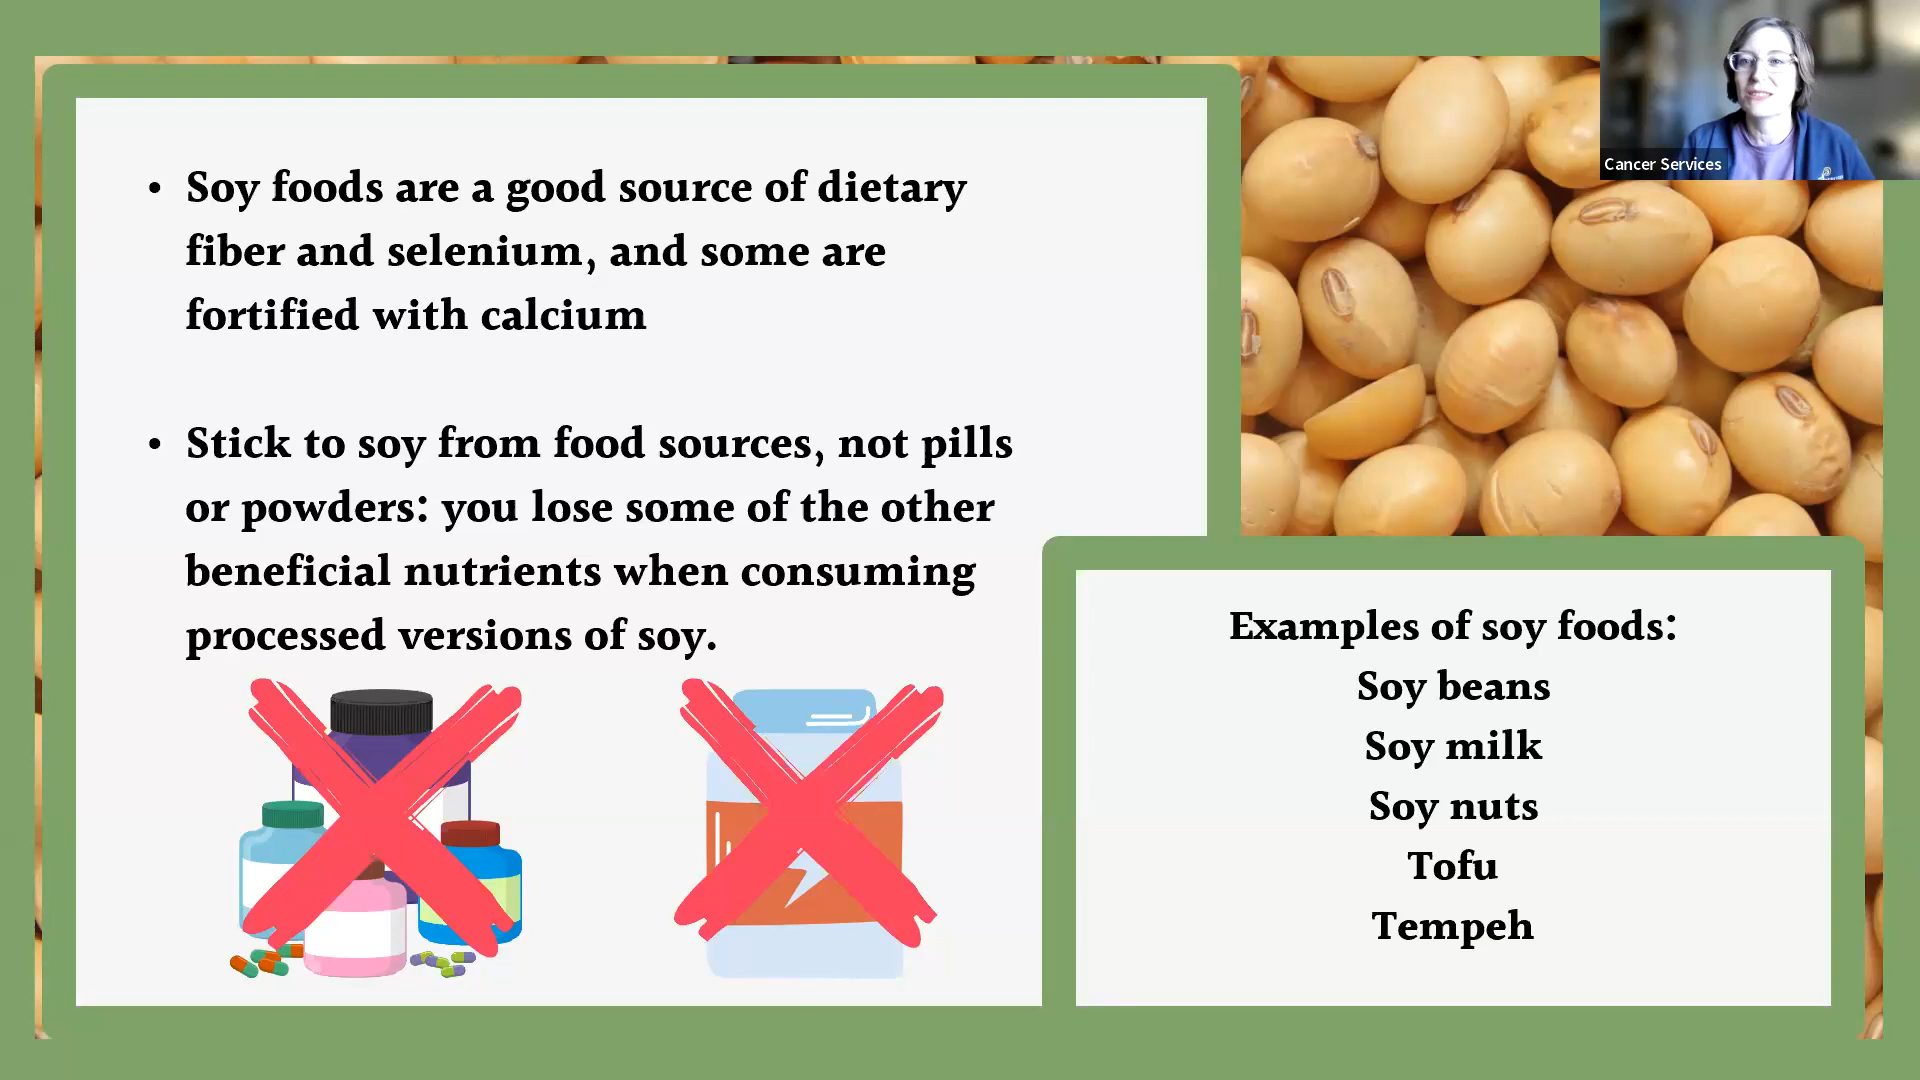 • Soy foods are a good source of dietary
fiber and selenium, and some are
fortified with calcium
• Stick to soy from food sources, not pills
or powders: you lose some of the other
beneficial nutrients when consuming
processed versions of soy.
Examples of soy foods:
Soy beans
Soy milk
Soy nuts
Tofu
Tempeh
Cancer Services